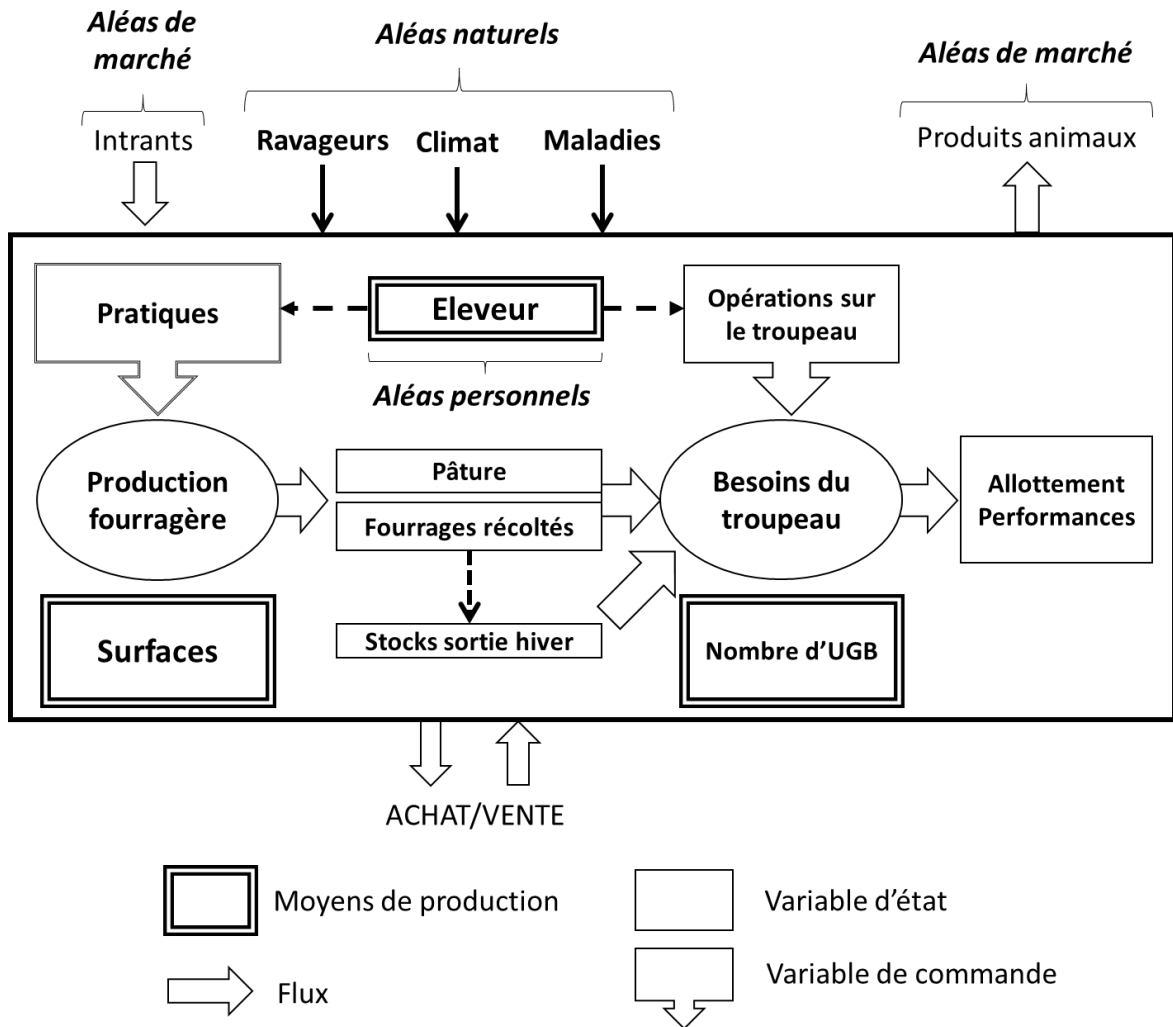 Aléas de
marché
Aléas naturels
Aléas de marché
Intrants
Ravageurs
Climat
Maladies
Produits animaux
Pratiques
Eleveur
Opérations sur
le troupeau
Aléas personnels
Production
fourragère
Pâture
Fourrages récoltés
Besoins du
troupeau
Allottement
Performances
Surfaces
Stocks sortie hiver
Nombre d’UGB
ACHAT/VENTE
Moyens de production
Variable d’état
Flux
Variable de commande